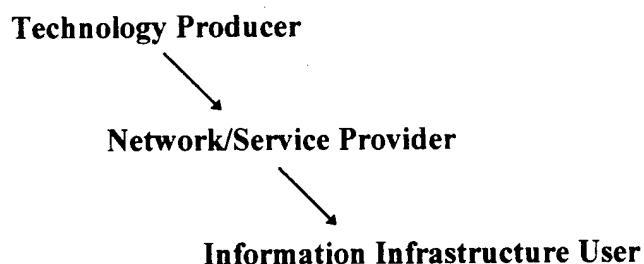 Technology Producer
Network/Service Provider
Information Infrastructure User